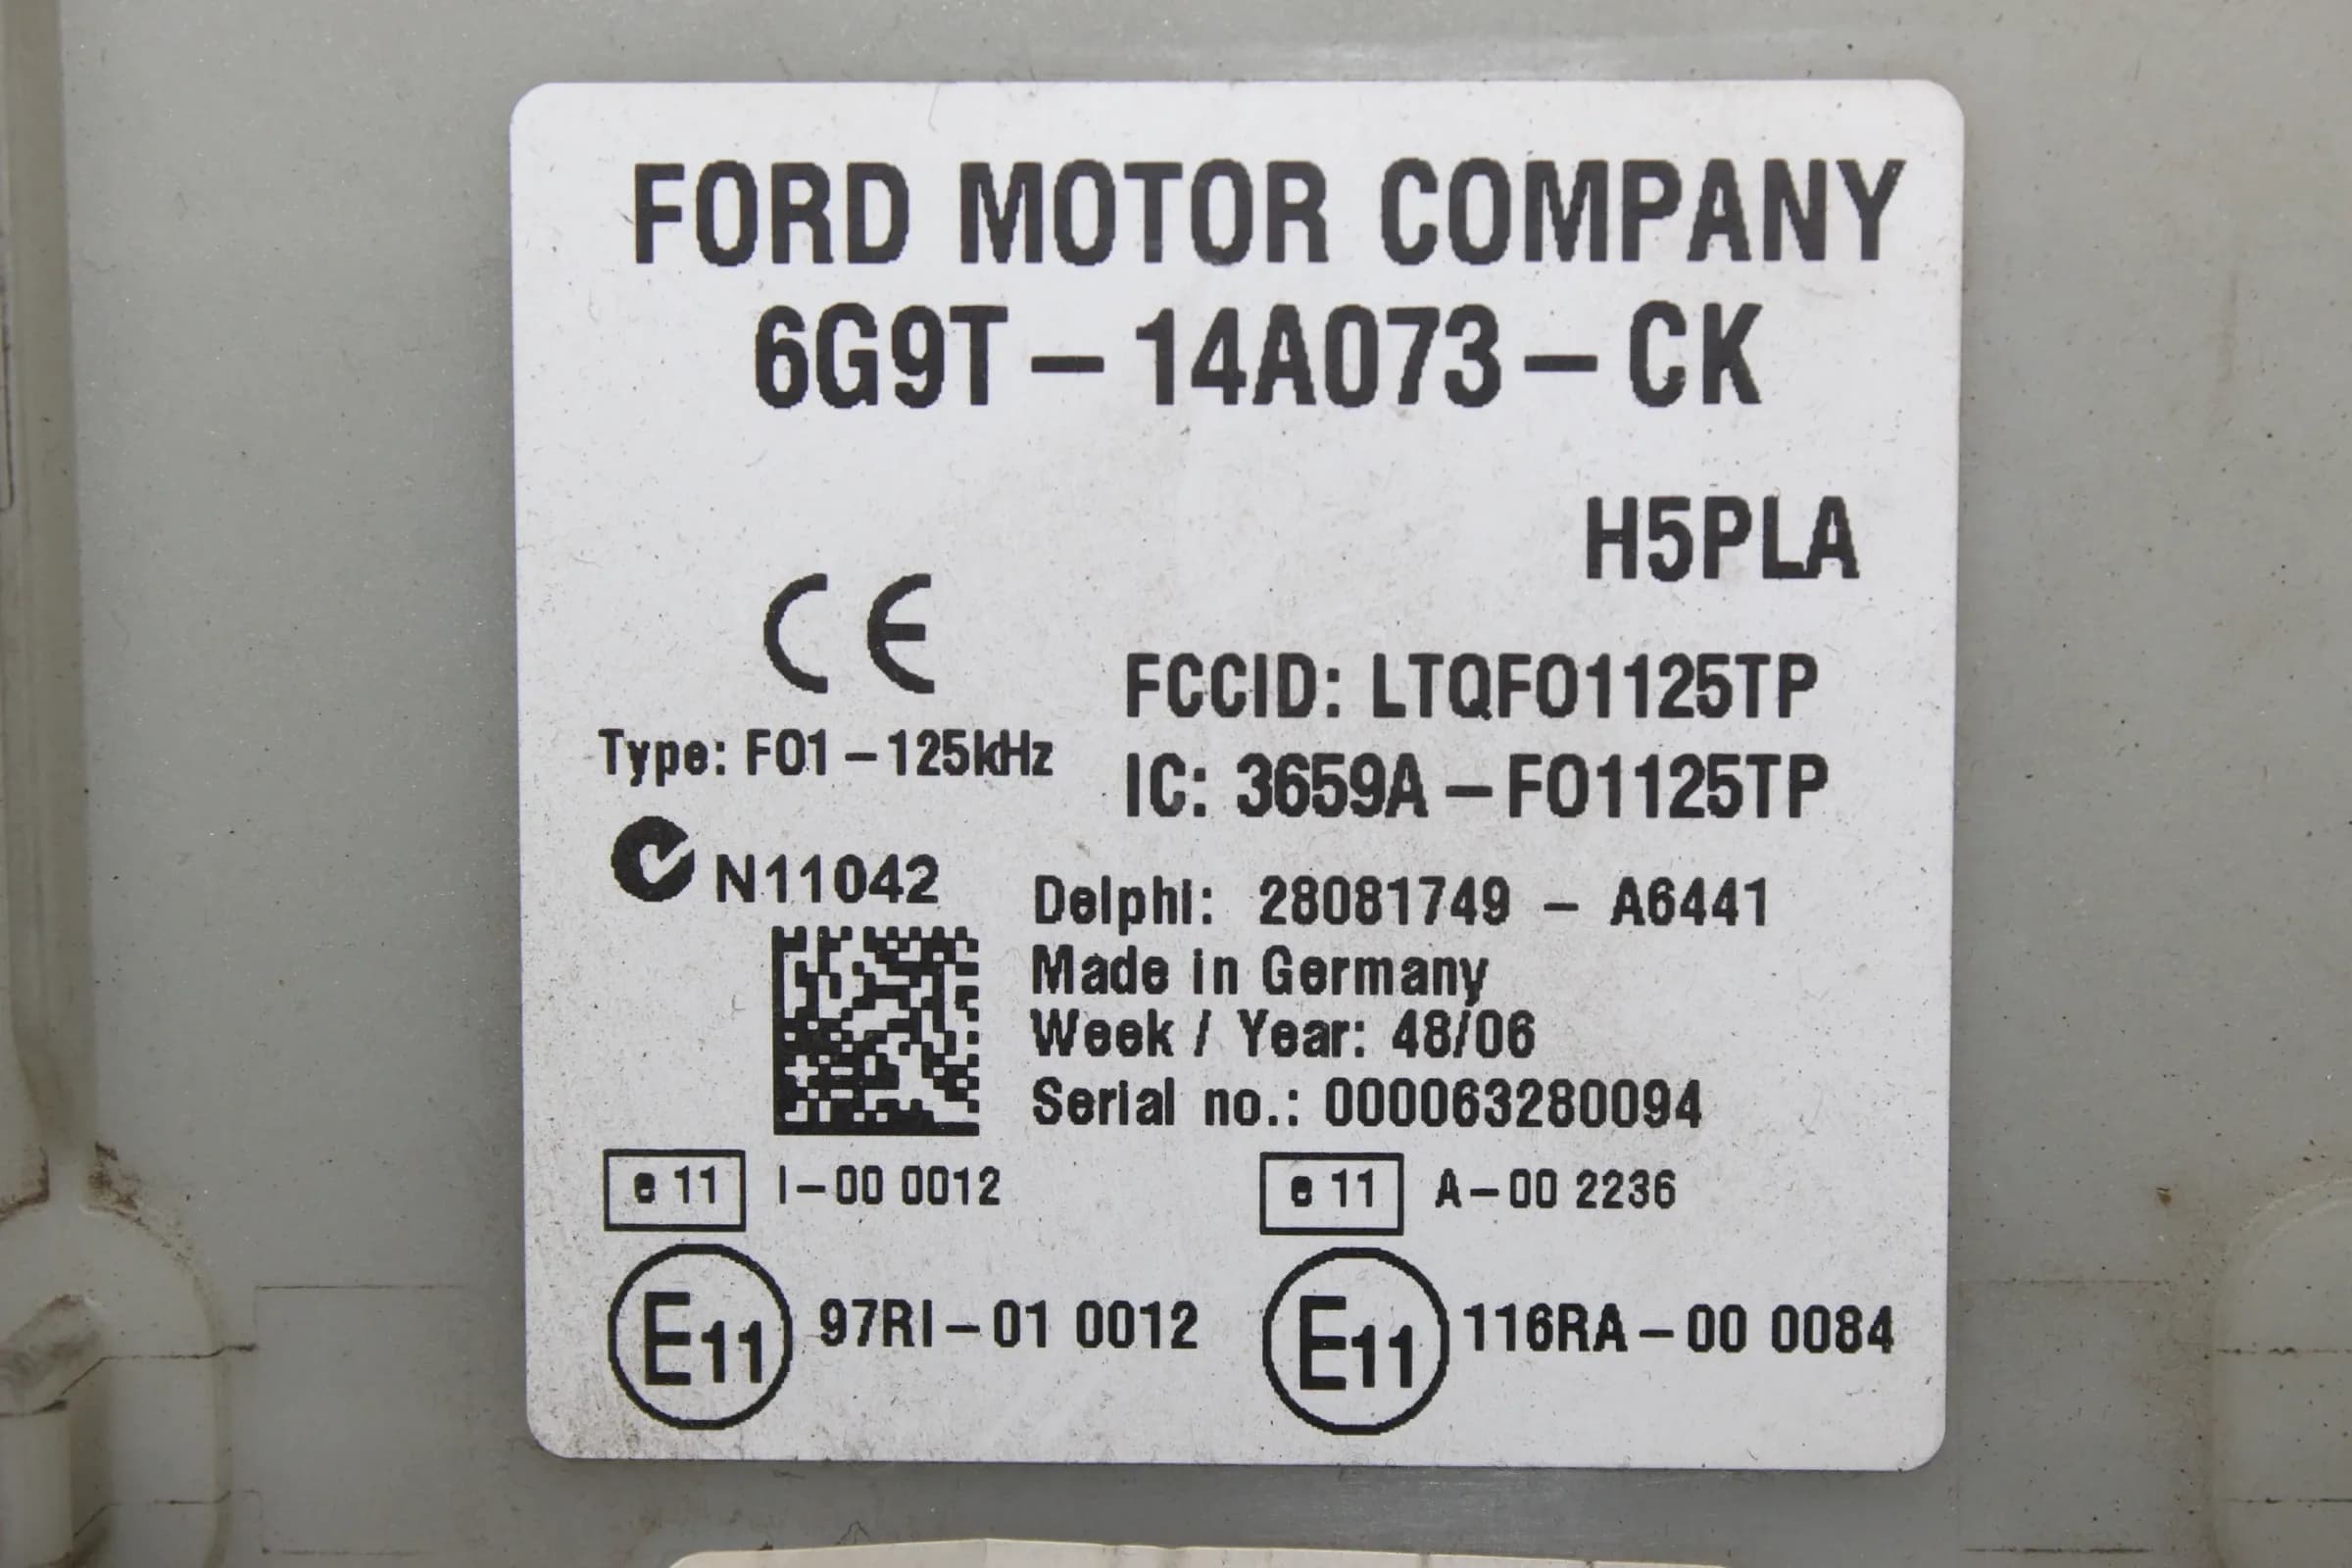 FORD MOTOR COMPANY
6G9T-14A073-CK
H5PLA
CE
FCCID: LTQFO1125TP
Type: FO1-125kHz
IC: 3659A-FO1125TP
N11042
Delphi: 28081749 - A6441
Made in Germany
Week / Year: 48/06
Serial no.: 000063280094
e 11 I-00 0012
e 11 A-00 2236
E11 97RI-01 0012
E11 116RA-00 0084